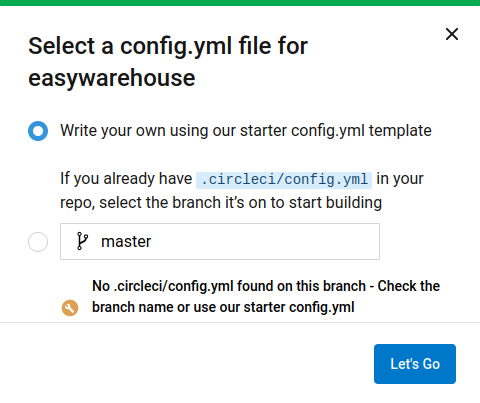 Select a config.yml file for
easywarehouse
Write your own using our starter config.yml template
If you already have .circleci/config.yml in your
repo, select the branch it’s on to start building
master
No .circleci/config.yml found on this branch - Check the
branch name or use our starter config.yml
Let's Go